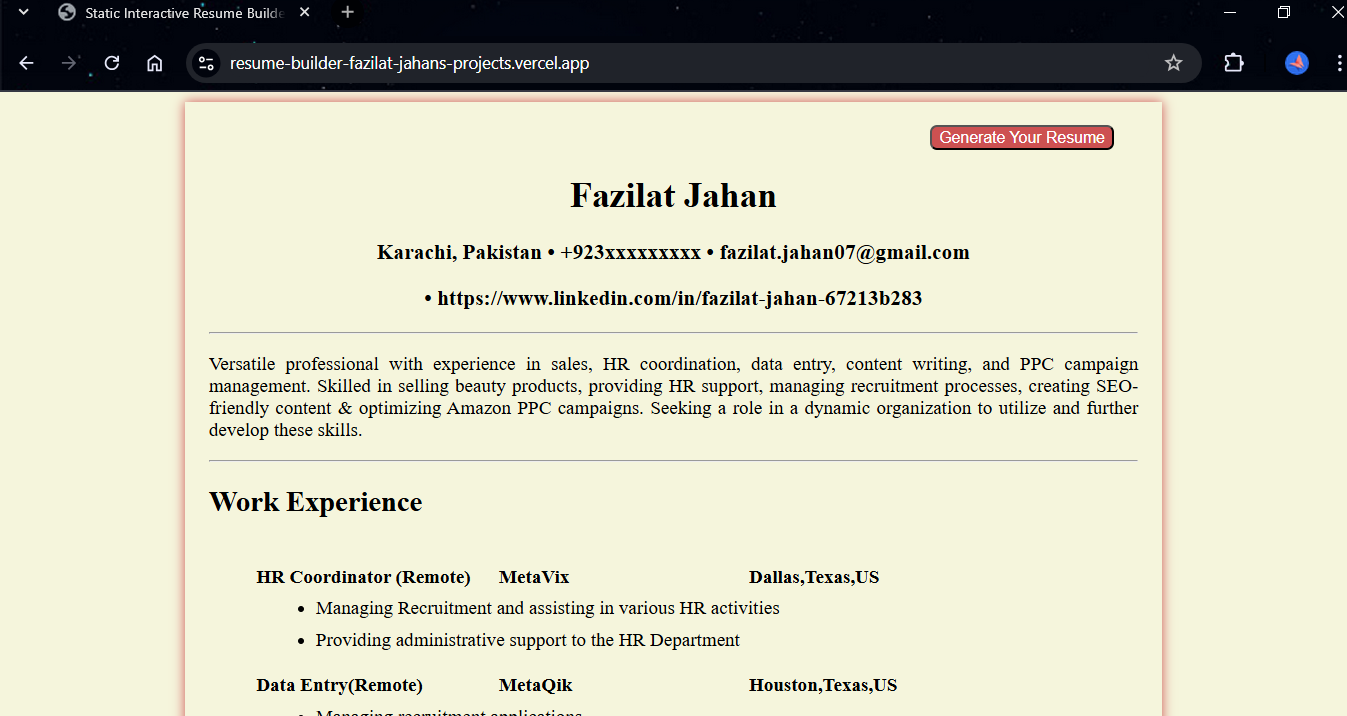 Static Interactive Resume Builde
resume-builder-fazilat-jahans-projects.vercel.app
Generate Your Resume
Fazilat Jahan
Karachi, Pakistan • +923xxxxxxxxx • fazilat.jahan07@gmail.com
• https://www.linkedin.com/in/fazilat-jahan-67213b283
Versatile professional with experience in sales, HR coordination, data entry, content writing, and PPC campaign
management. Skilled in selling beauty products, providing HR support, managing recruitment processes, creating SEO-
friendly content & optimizing Amazon PPC campaigns. Seeking a role in a dynamic organization to utilize and further
develop these skills.
Work Experience
HR Coordinator (Remote) MetaVix Dallas,Texas,US
• Managing Recruitment and assisting in various HR activities
• Providing administrative support to the HR Department
Data Entry(Remote) MetaQik Houston,Texas,US
• Managing recruitment applications